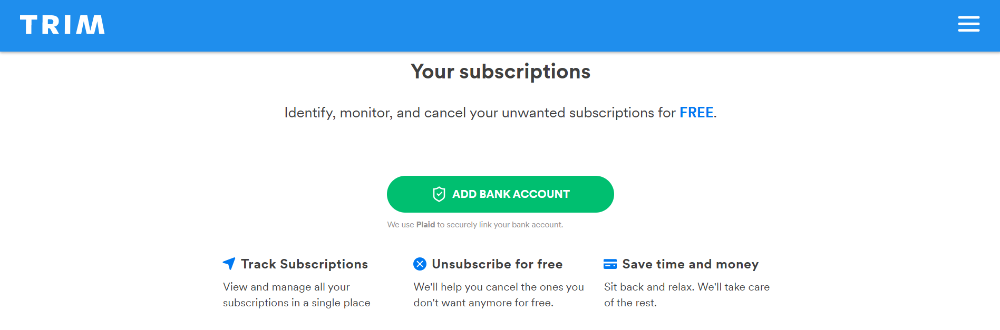 TRIM
Your subscriptions
Identify, monitor, and cancel your unwanted subscriptions for FREE.
ADD BANK ACCOUNT
We use Plaid to securely link your bank account.
Track Subscriptions
View and manage all your
subscriptions in a single place
Unsubscribe for free
We'll help you cancel the ones you
don't want anymore for free.
Save time and money
Sit back and relax. We'll take care
of the rest.